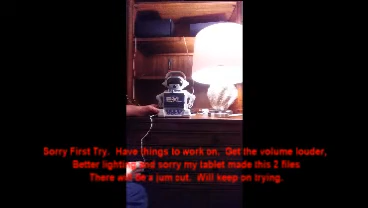 Sorry First Try. Have things to work on. Get the volume louder,
Better lighting and sorry my tablet made this 2 files
There will be a jum out. Will keep on trying.